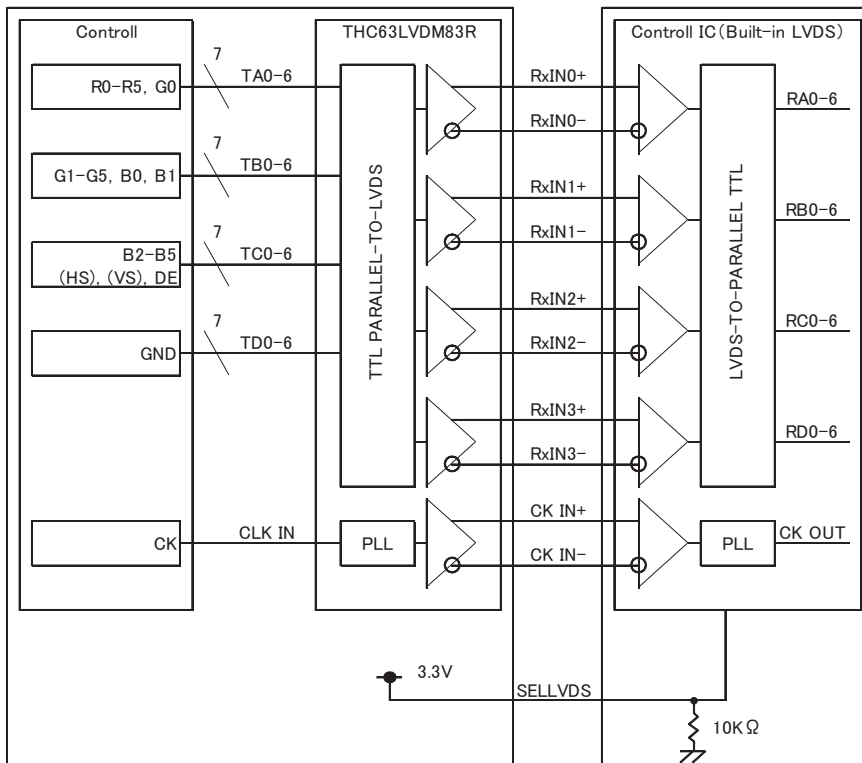 Controll
THC63LVDM83R
Controll IC(Built-in LVDS)
7
R0-R5, G0
TA0-6
RxIN0+
RxIN0-
RA0-6
7
G1-G5, B0, B1
TB0-6
RxIN1+
RxIN1-
RB0-6
7
B2-B5
(HS), (VS), DE
TC0-6
RxIN2+
RxIN2-
RC0-6
7
GND
TD0-6
RxIN3+
RxIN3-
RD0-6
TTL PARALLEL-TO-LVDS
LVDS-TO-PARALLEL TTL
CK
CLK IN
PLL
CK IN+
CK IN-
PLL
CK OUT
3.3V
SELLVDS
10KΩ